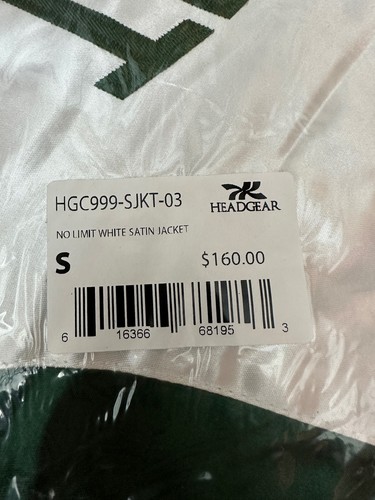 HGC999-SJKT-03
HEADGEAR
NO LIMIT WHITE SATIN JACKET
S
$160.00
6 16366 68195 3